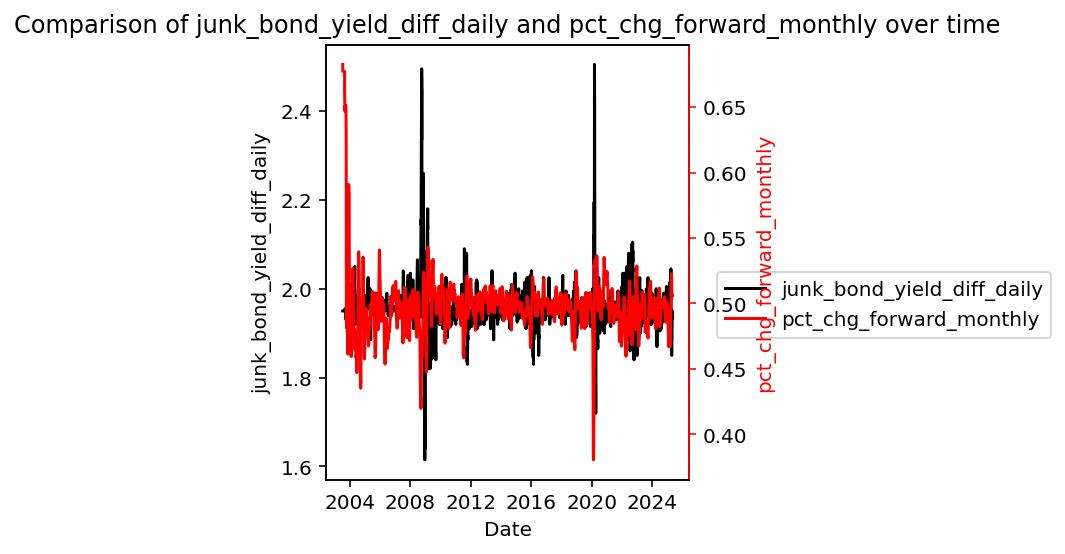 Comparison of junk_bond_yield_diff_daily and pct_chg_forward_monthly over time
junk_bond_yield_diff_daily
2.4
2.2
2.0
1.8
1.6
2004 2008 2012 2016 2020 2024
Date
0.65
0.60
0.55
0.50
0.45
0.40
pct_chg_forward_monthly
junk_bond_yield_diff_daily
pct_chg_forward_monthly